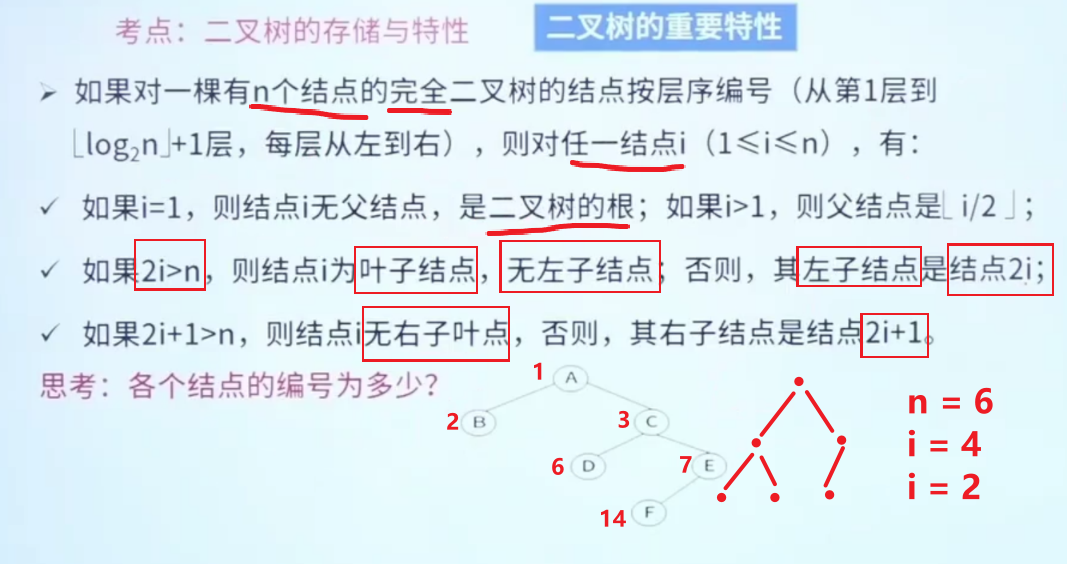 考点：二叉树的存储与特性
二叉树的重要特性
➢ 如果对一棵有n个结点的完全二叉树的结点按层序编号（从第1层到
⌊log₂n⌋+1层，每层从左到右），则对任一结点i（1≤i≤n），有：
✓ 如果i=1，则结点i无父结点，是二叉树的根；如果i>1，则父结点是⌊ i/2 ⌋；
✓ 如果2i>n，则结点i为叶子结点，无左子结点；否则，其左子结点是结点2i；
✓ 如果2i+1>n，则结点i无右子叶点，否则，其右子结点是结点2i+1。
思考：各个结点的编号为多少？
1 A
2 B
3 C
6 D
7 E
14 F
n = 6
i = 4
i = 2